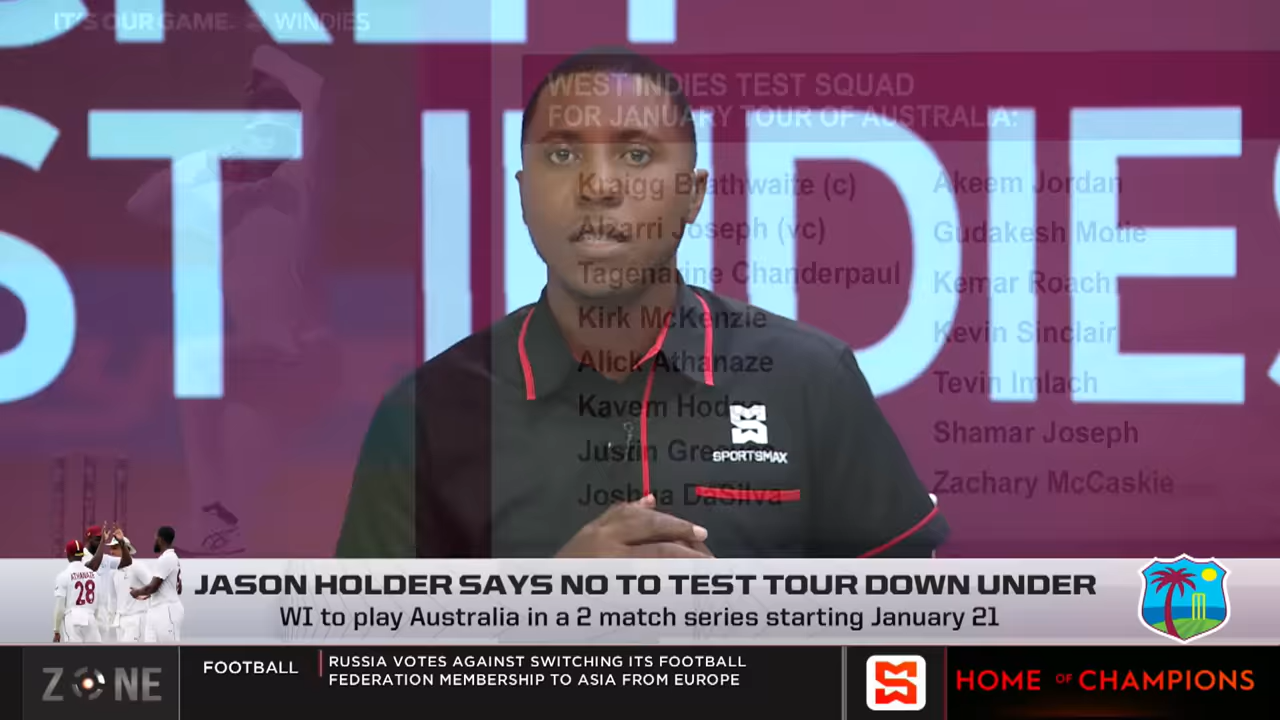 IT'S OUR GAME.
WINDIES
WEST INDIES TEST SQUAD
FOR JANUARY TOUR OF AUSTRALIA:
Kraigg Brathwaite (c)
Alzarri Joseph (vc)
Tagenarine Chanderpaul
Kirk McKenzie
Alick Athanaze
Kavem Hodge
Justin Greaves
Joshua DaSilva
Akeem Jordan
Gudakesh Motie
Kemar Roach
Kevin Sinclair
Tevin Imlach
Shamar Joseph
Zachary McCaskie
ST INDIES
SPORTSMAX
ATHANAZE
28
JASON HOLDER SAYS NO TO TEST TOUR DOWN UNDER
WI to play Australia in a 2 match series starting January 21
ZONE
FOOTBALL
RUSSIA VOTES AGAINST SWITCHING ITS FOOTBALL
FEDERATION MEMBERSHIP TO ASIA FROM EUROPE
HOME OF CHAMPIONS